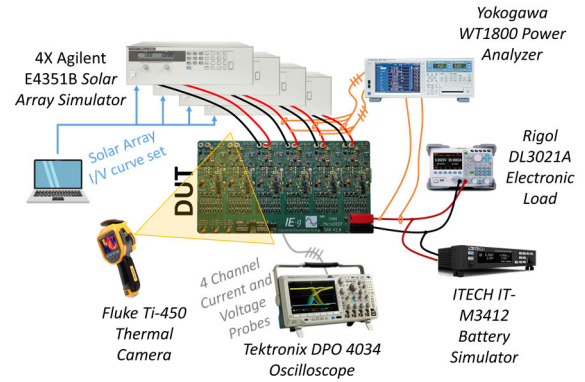 Yokogawa
WT1800 Power
Analyzer
4X Agilent
E4351B Solar
Array Simulator
Solar Array
I/V curve set
DUT
IE-g
Rigol
DL3021A
Electronic
Load
4 Channel
Current and
Voltage
Probes
Fluke Ti-450
Thermal
Camera
Tektronix DPO 4034
Oscilloscope
ITECH IT-
M3412
Battery
Simulator